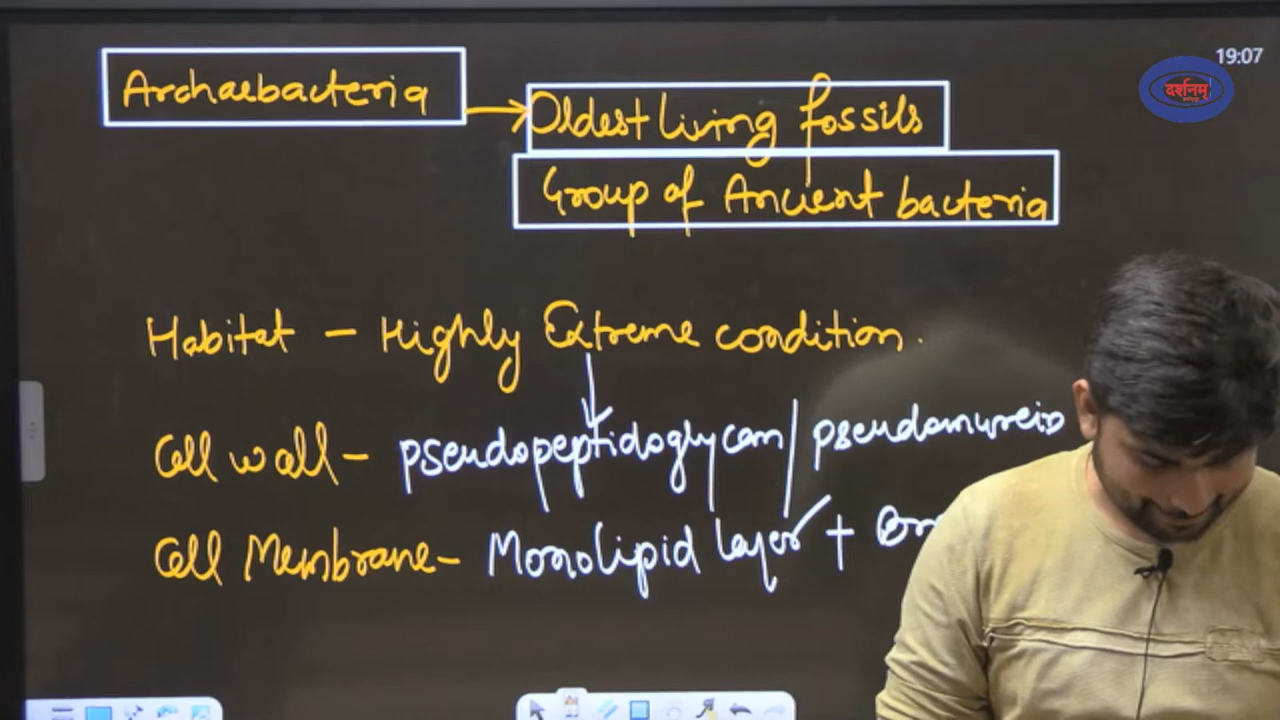 19:07
दर्शनम्
Archaebacteria → Oldest living fossils
Group of Ancient bacteria
Habitat - Highly Extreme condition.
Cell wall - pseudopeptidoglycan / pseudomurein
Cell Membrane - Monolipid layer +